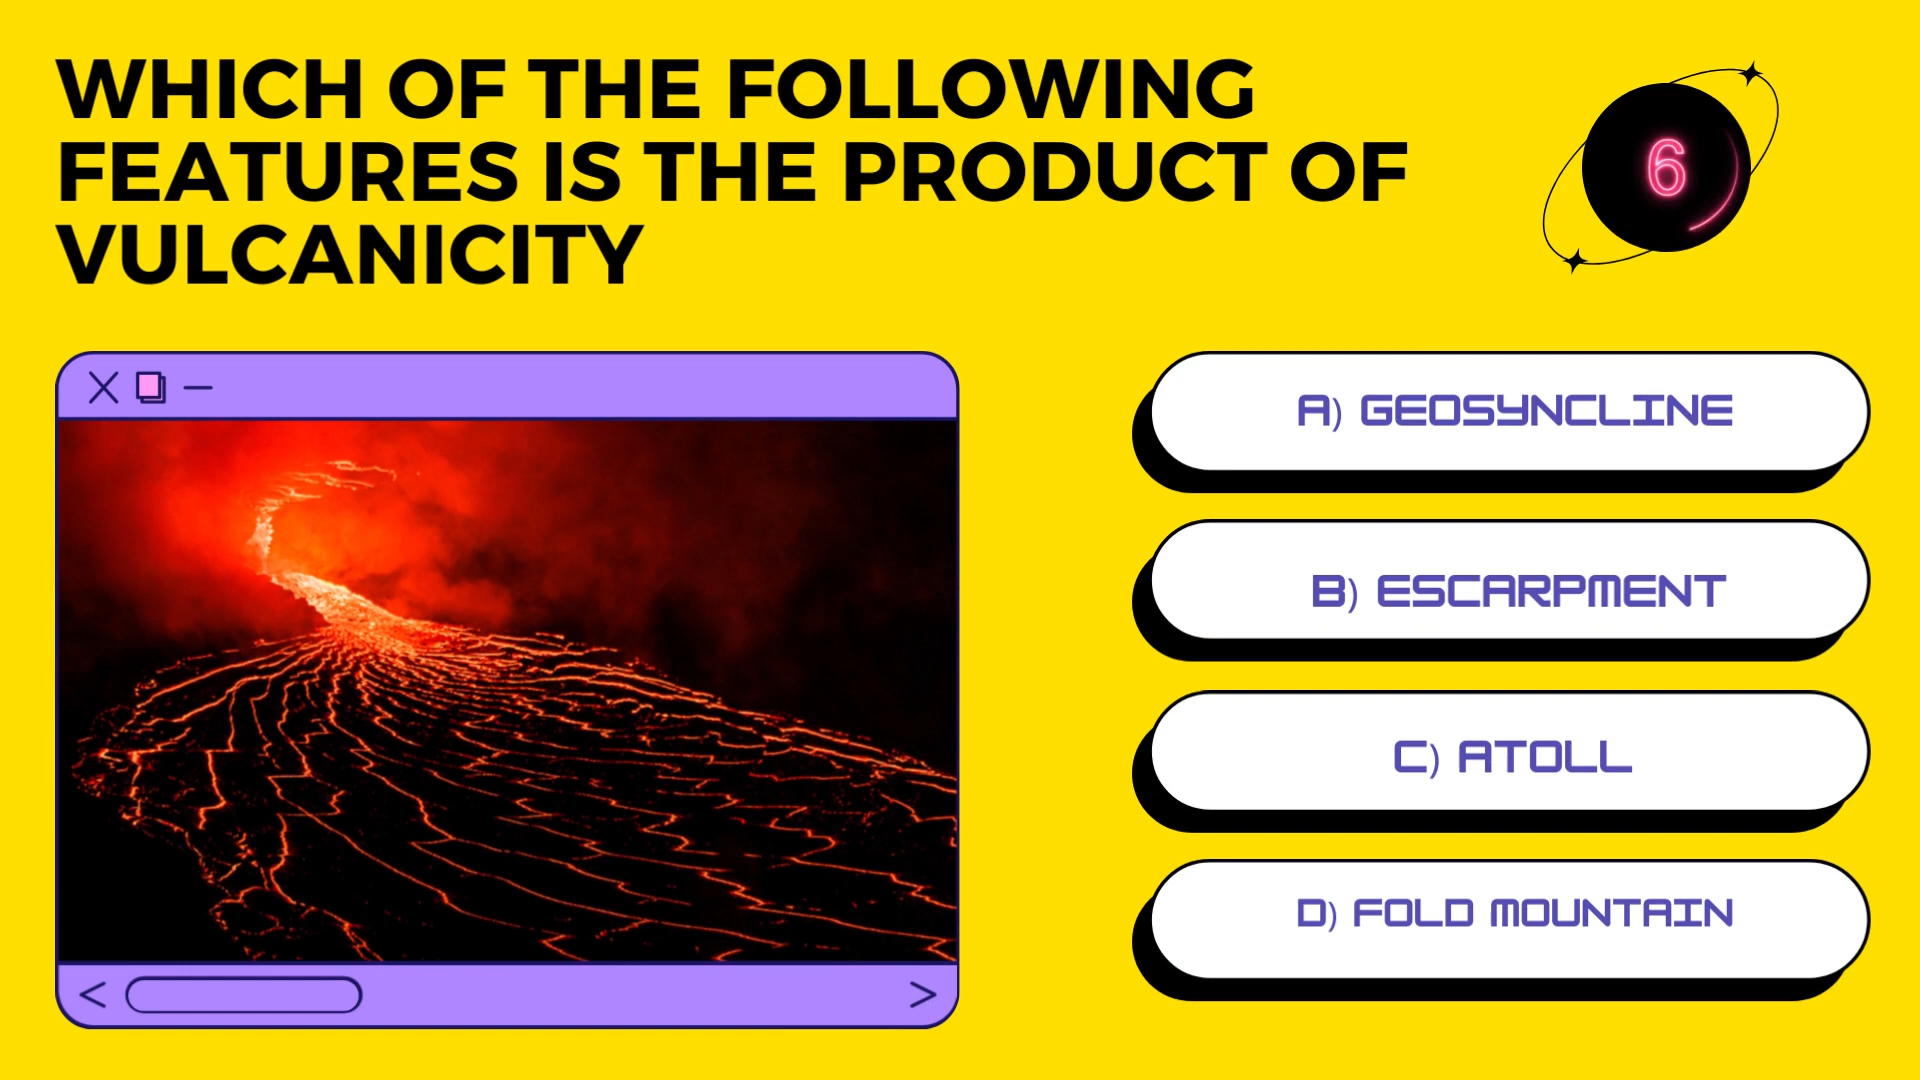 WHICH OF THE FOLLOWING
FEATURES IS THE PRODUCT OF
VULCANICITY
6
A) GEOSYNCLINE
B) ESCARPMENT
C) ATOLL
D) FOLD MOUNTAIN